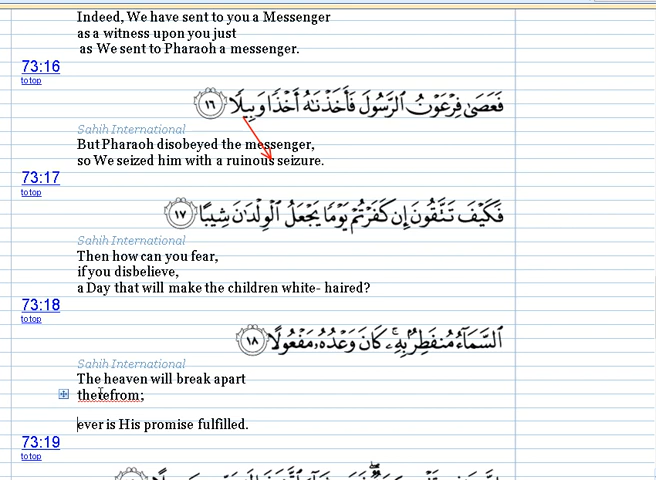 Indeed, We have sent to you a Messenger
as a witness upon you just
as We sent to Pharaoh a messenger.
73:16
to top
فَعَصَىٰ فِرْعَوْنُ ٱلرَّسُولَ فَأَخَذْنَـٰهُ أَخْذًا وَبِيلًا ١٦
Sahih International
But Pharaoh disobeyed the messenger,
so We seized him with a ruinous seizure.
73:17
to top
فَكَيْفَ تَتَّقُونَ إِن كَفَرْتُمْ يَوْمًا يَجْعَلُ ٱلْوِلْدَٰنَ شِيبًا ١٧
Sahih International
Then how can you fear,
if you disbelieve,
a Day that will make the children white- haired?
73:18
to top
ٱلسَّمَآءُ مُنفَطِرٌۢ بِهِۦ ۚ كَانَ وَعْدُهُۥ مَفْعُولًا ١٨
Sahih International
The heaven will break apart
therefrom;
ever is His promise fulfilled.
73:19
to top